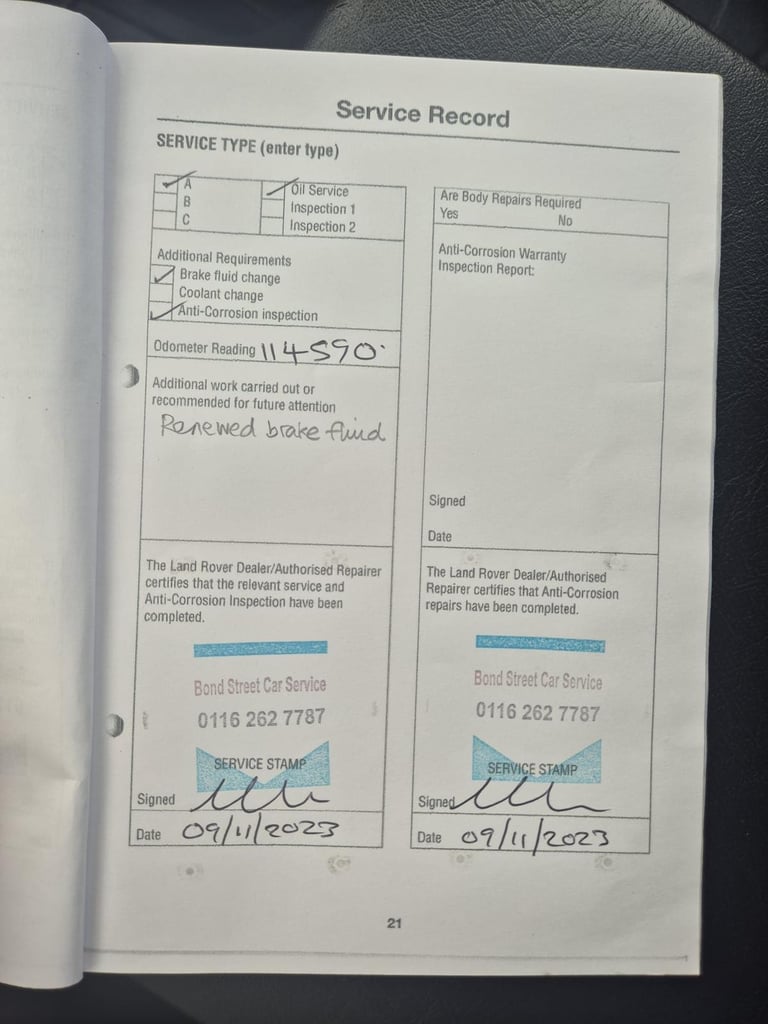 Service Record
SERVICE TYPE (enter type)
A
B
C
Oil Service
Inspection 1
Inspection 2
Additional Requirements
Brake fluid change
Coolant change
Anti-Corrosion inspection
Odometer Reading 114590
Additional work carried out or
recommended for future attention
Renewed brake fluid
The Land Rover Dealer/Authorised Repairer
certifies that the relevant service and
Anti-Corrosion Inspection have been
completed.
Bond Street Car Service
0116 262 7787
SERVICE STAMP
Signed
Date 09/11/2023
Are Body Repairs Required
Yes No
Anti-Corrosion Warranty
Inspection Report:
Signed
Date
The Land Rover Dealer/Authorised
Repairer certifies that Anti-Corrosion
repairs have been completed.
Bond Street Car Service
0116 262 7787
SERVICE STAMP
Signed
Date 09/11/2023
21